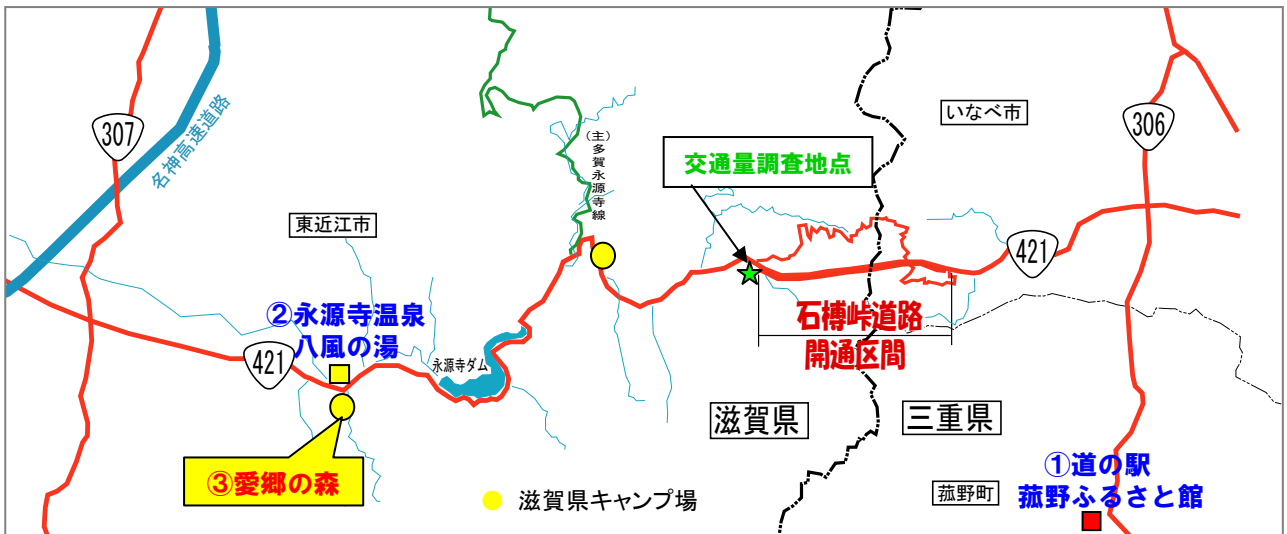 307
名神高速道路
(主)多賀永源寺線
いなべ市
306
交通量調査地点
東近江市
421
②永源寺温泉
八風の湯
石榑峠道路
開通区間
421
永源寺ダム
滋賀県
三重県
①道の駅
菰野ふるさと館
③愛郷の森
滋賀県キャンプ場
菰野町